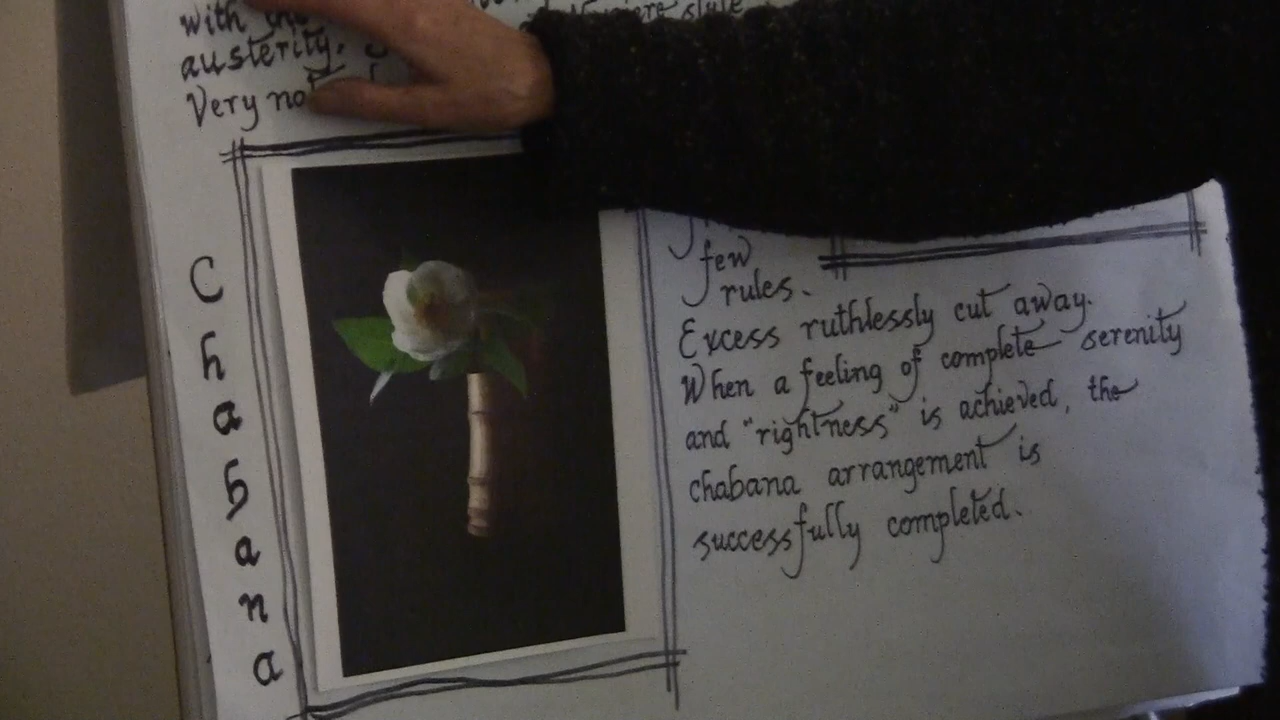 with
style
austerity.
Very
Chabana
few
rules.
Excess ruthlessly cut away.
When a feeling of complete serenity
and "rightness" is achieved, the
chabana arrangement is
successfully completed.